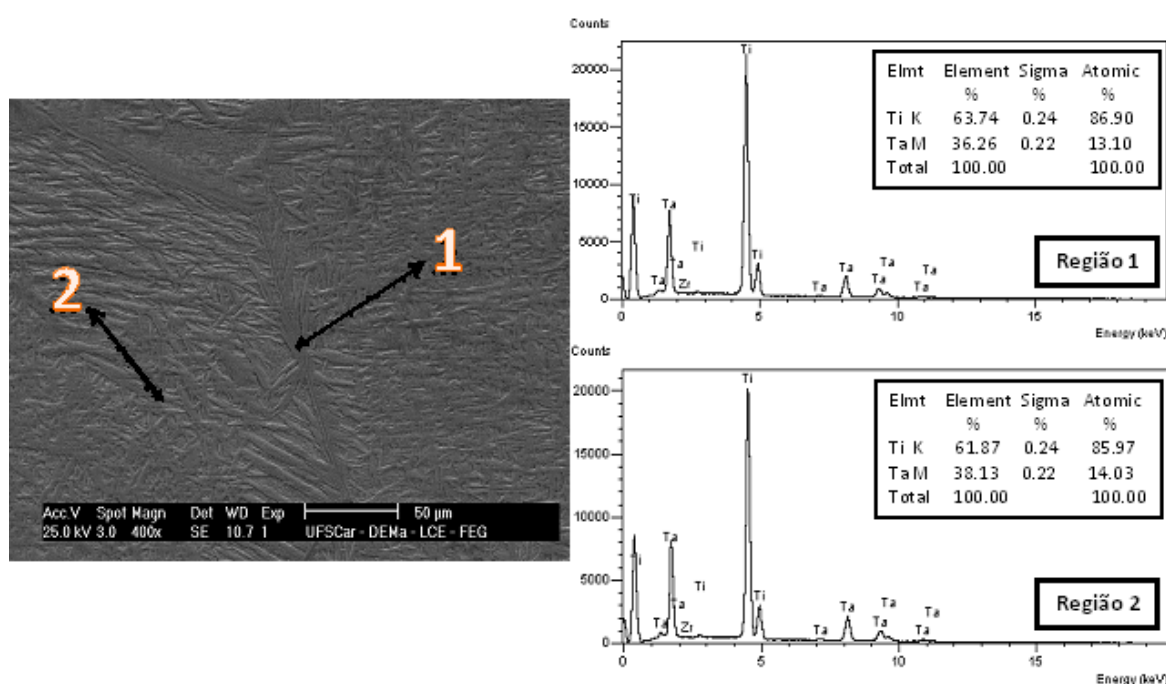 1
2
Acc.V Spot Magn Det WD Exp 50 µm
25.0 kV 3.0 400x SE 10.7 1 UFSCar - DEMa - LCE - FEG
Counts
20000
15000
10000
5000
0
Ti
Ta
Ti
Ta
Ti
Ti
Ta
Zr
Ta
Ta
Ta
Ta
Ta
Ta
0 5 10 15
Energy (keV)
Elmt Element Sigma Atomic
% % %
Ti K 63.74 0.24 86.90
Ta M 36.26 0.22 13.10
Total 100.00 100.00
Região 1
Counts
20000
15000
10000
5000
0
Ti
Ta
Ti
Ta
Ti
Ta
Zr
Ta
Ta
Ta
Ta
Ta
Ta
0 5 10 15
Energy (keV)
Elmt Element Sigma Atomic
% % %
Ti K 61.87 0.24 85.97
Ta M 38.13 0.22 14.03
Total 100.00 100.00
Região 2